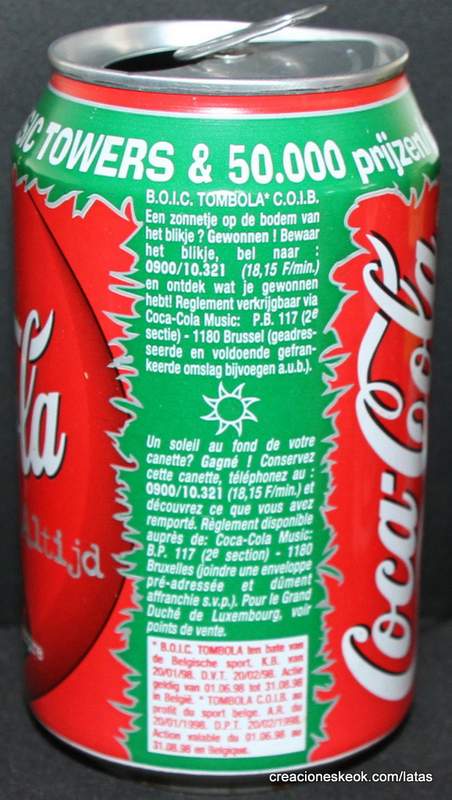 SIC TOWERS & 50.000 prijzen
B.O.I.C. TOMBOLA* C.O.I.B.
Een zonnetje op de bodem van
het blikje ? Gewonnen ! Bewaar
het blikje, bel naar :
0900/10.321 (18,15 F/min.)
en ontdek wat je gewonnen
hebt! Reglement verkrijgbaar via
Coca-Cola Music: P.B. 117 (2e
sectie) - 1180 Brussel (geadres-
seerde en voldoende gefran-
keerde omslag bijvoegen a.u.b.).
Un soleil au fond de votre
canette? Gagné ! Conservez
cette canette, téléphonez au :
0900/10.321 (18,15 F/min.) et
découvrez ce que vous avez
remporté. Règlement disponible
auprès de: Coca-Cola Music:
B.P. 117 (2e section) - 1180
Bruxelles (joindre une enveloppe
pré-adressée et dûment
affranchie s.v.p.). Pour le Grand
Duché de Luxembourg, voir
points de vente.
* B.O.I.C. TOMBOLA ten bate van
de Belgische sport. K.B. van
20/01/98. D.V.T. 20/02/98. Actie
geldig van 01.06.98 tot 31.08.98
in België. * TOMBOLA C.O.I.B. au
profit du sport belge. A.R. du
20/01/1998. D.P.T. 20/02/1998.
Action valable du 01.06.98 au
31.08.98 en Belgique.
Coca-Cola
la
Altijd
creacioneskeok.com/latas